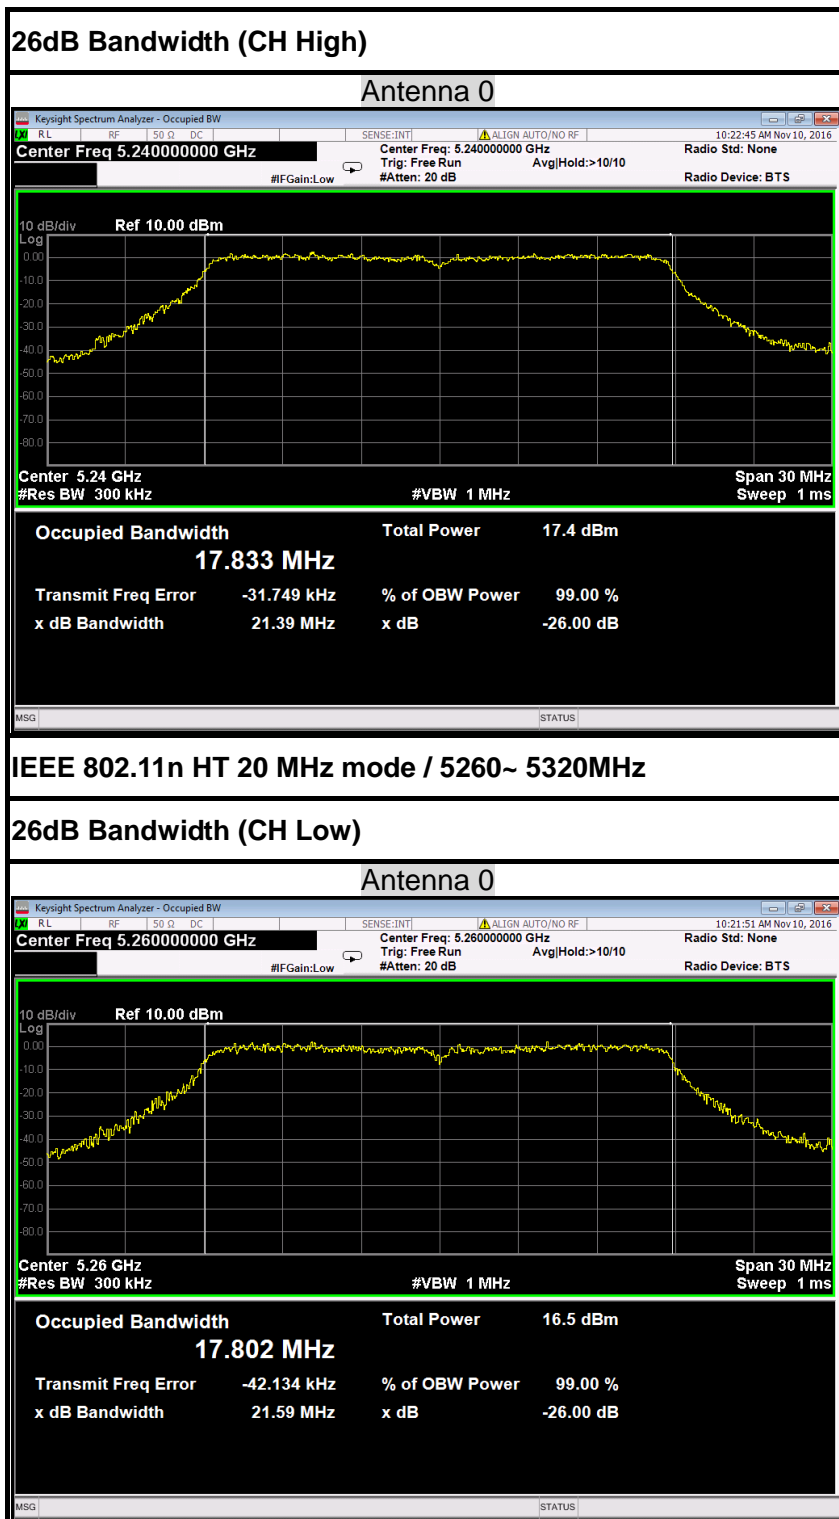 26dB Bandwidth (CH High)
Antenna 0
Keysight Spectrum Analyzer - Occupied BW
LXI RL RF 50 Ω DC SENSE:INT ALIGN AUTO/NO RF 10:22:45 AM Nov 10, 2016
Center Freq 5.240000000 GHz Center Freq: 5.240000000 GHz Radio Std: None
Trig: Free Run Avg|Hold:>10/10
#IFGain:Low #Atten: 20 dB Radio Device: BTS
10 dB/div Ref 10.00 dBm
Log
0.00
-10.0
-20.0
-30.0
-40.0
-50.0
-60.0
-70.0
-80.0
Center 5.24 GHz Span 30 MHz
#Res BW 300 kHz #VBW 1 MHz Sweep 1 ms
Occupied Bandwidth Total Power 17.4 dBm
17.833 MHz
Transmit Freq Error -31.749 kHz % of OBW Power 99.00 %
x dB Bandwidth 21.39 MHz x dB -26.00 dB
MSG STATUS
IEEE 802.11n HT 20 MHz mode / 5260~ 5320MHz
26dB Bandwidth (CH Low)
Antenna 0
Keysight Spectrum Analyzer - Occupied BW
LXI RL RF 50 Ω DC SENSE:INT ALIGN AUTO/NO RF 10:21:51 AM Nov 10, 2016
Center Freq 5.260000000 GHz Center Freq: 5.260000000 GHz Radio Std: None
Trig: Free Run Avg|Hold:>10/10
#IFGain:Low #Atten: 20 dB Radio Device: BTS
10 dB/div Ref 10.00 dBm
Log
0.00
-10.0
-20.0
-30.0
-40.0
-50.0
-60.0
-70.0
-80.0
Center 5.26 GHz Span 30 MHz
#Res BW 300 kHz #VBW 1 MHz Sweep 1 ms
Occupied Bandwidth Total Power 16.5 dBm
17.802 MHz
Transmit Freq Error -42.134 kHz % of OBW Power 99.00 %
x dB Bandwidth 21.59 MHz x dB -26.00 dB
MSG STATUS